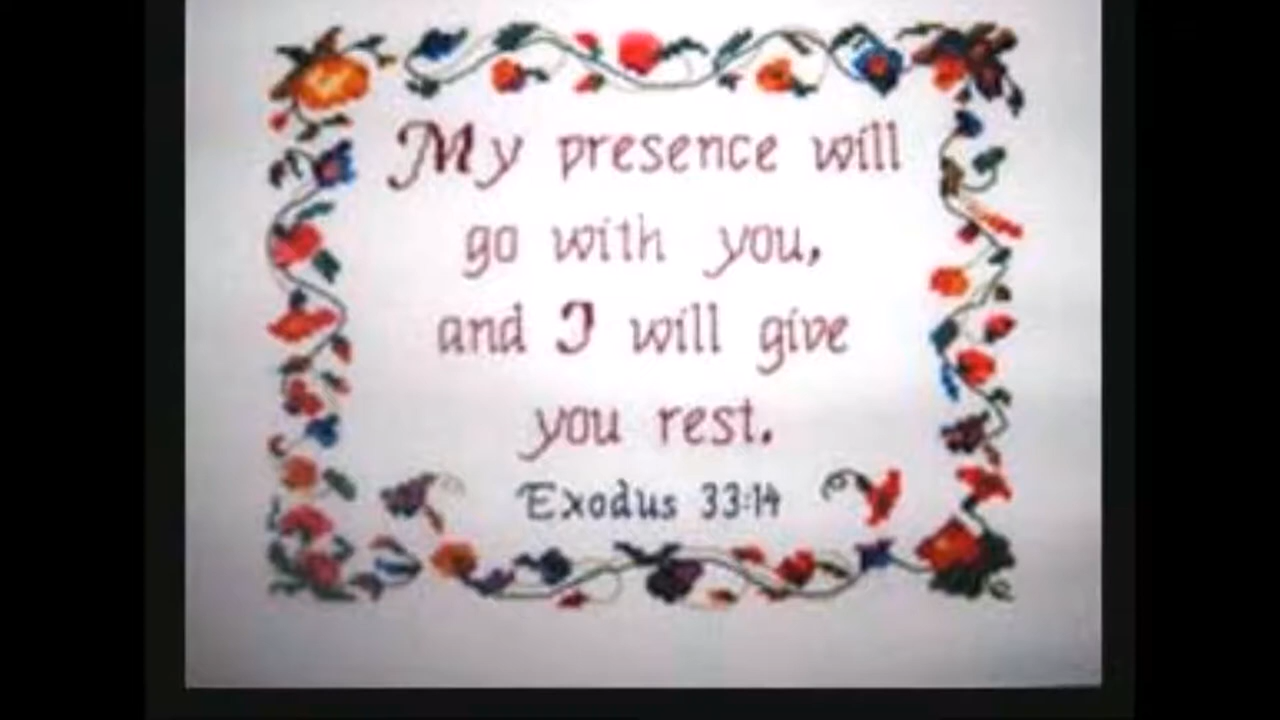 My presence will
go with you,
and I will give
you rest.
Exodus 33:14